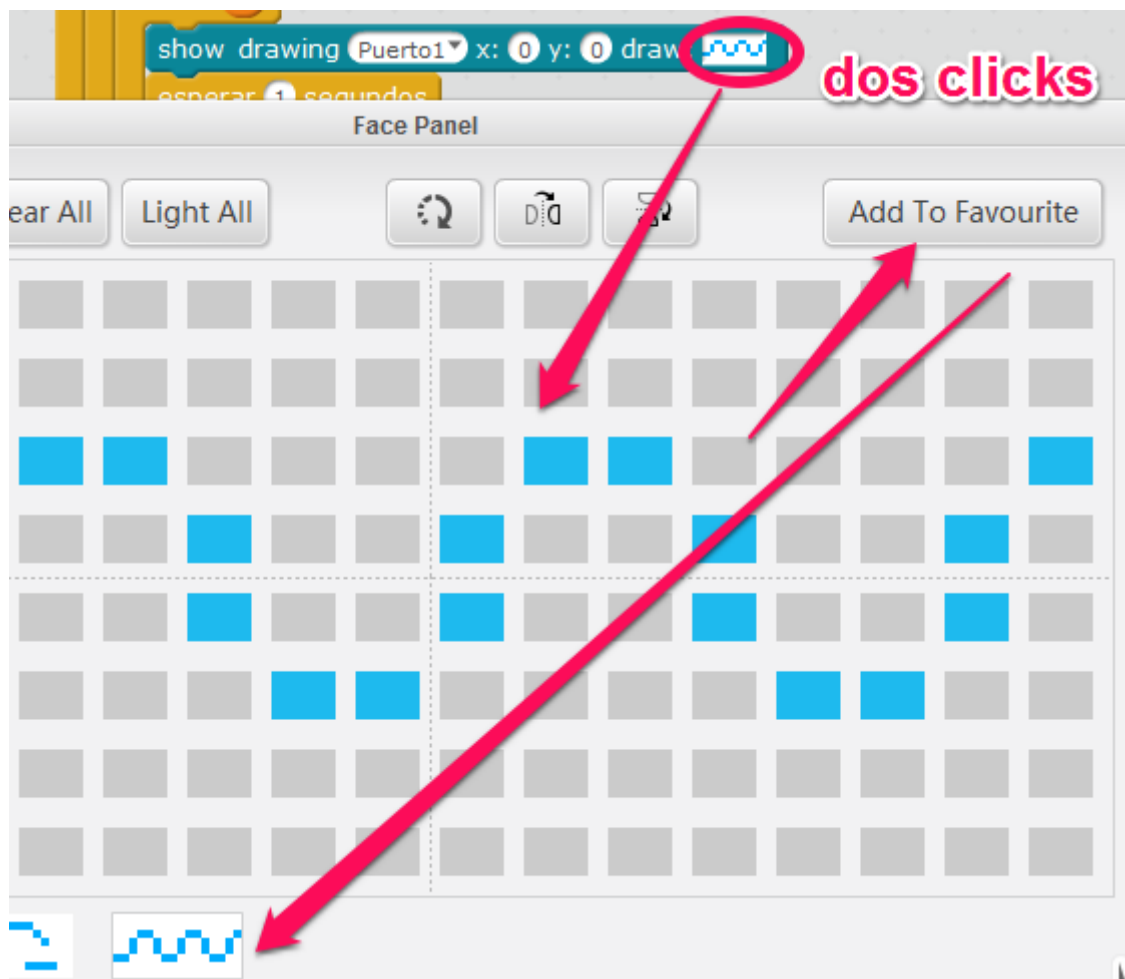 show drawing Puerto1 x: 0 y: 0 draw:
dos clicks
esperar 1 segundos
Face Panel
ear All
Light All
Add To Favourite